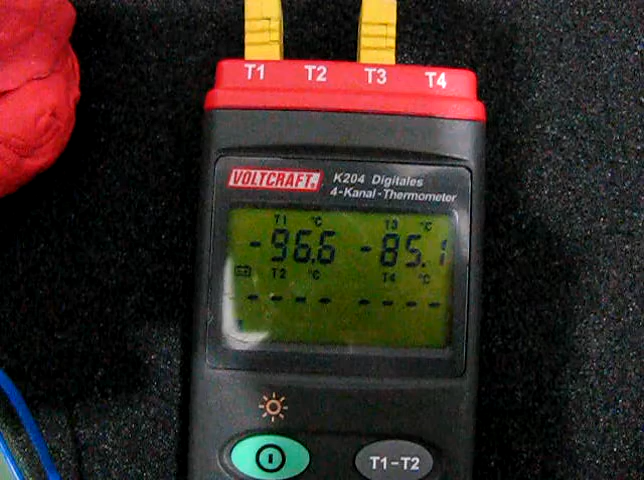 T1 T2 T3 T4
VOLTCRAFT. K204 Digitales
4-Kanal-Thermometer
T1 °C T3 °C
-96.6 -85.1
T2 °C T4 °C
- - - - - - - -
T1-T2